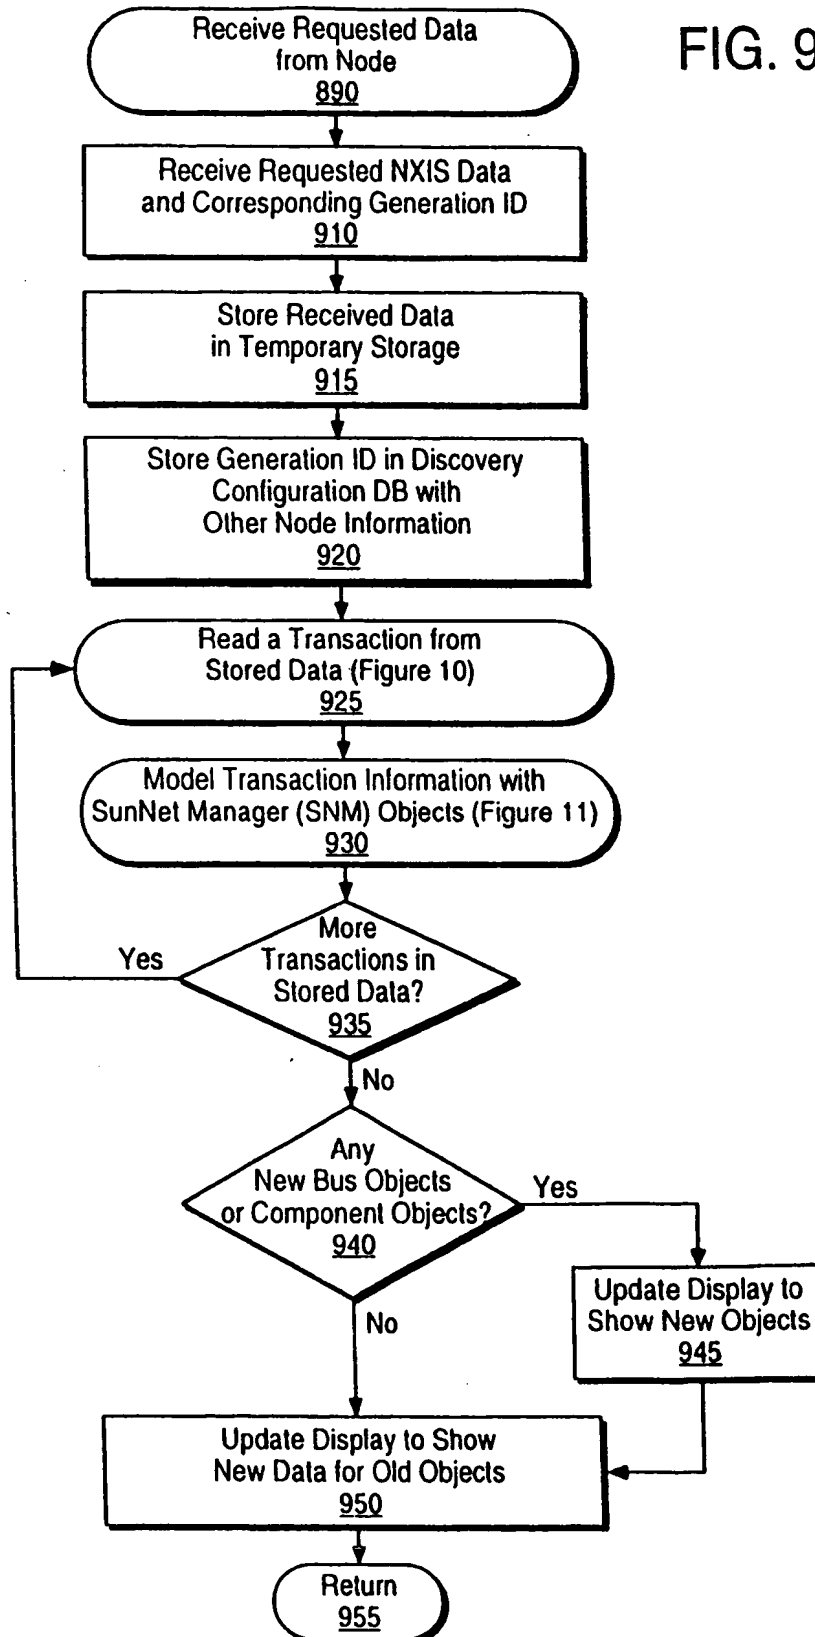 FIG. 9
Receive Requested Data
from Node
890
Receive Requested NXIS Data
and Corresponding Generation ID
910
Store Received Data
in Temporary Storage
915
Store Generation ID in Discovery
Configuration DB with
Other Node Information
920
Read a Transaction from
Stored Data (Figure 10)
925
Model Transaction Information with
SunNet Manager (SNM) Objects (Figure 11)
930
More
Transactions in
Stored Data?
935
Yes
No
Any
New Bus Objects
or Component Objects?
940
Yes
No
Update Display to
Show New Objects
945
Update Display to Show
New Data for Old Objects
950
Return
955